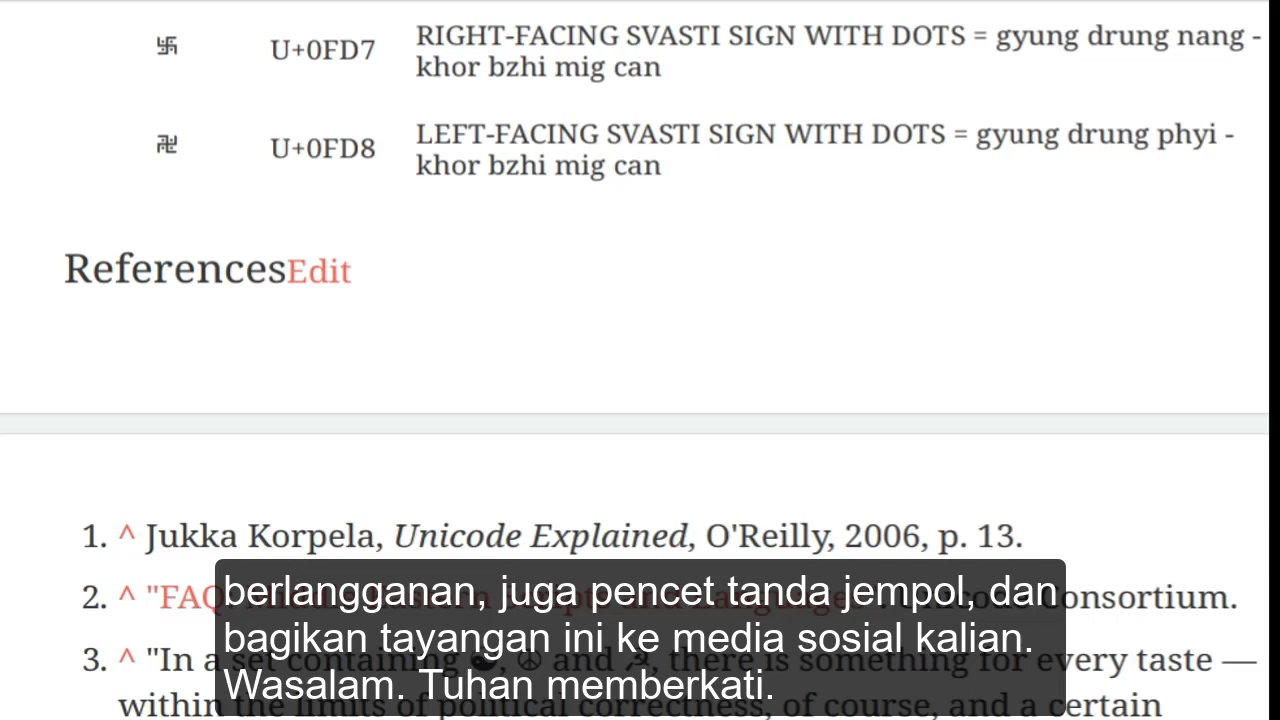 ࿗ U+0FD7 RIGHT-FACING SVASTI SIGN WITH DOTS = gyung drung nang -
khor bzhi mig can
࿘ U+0FD8 LEFT-FACING SVASTI SIGN WITH DOTS = gyung drung phyi -
khor bzhi mig can
ReferencesEdit
1. ^ Jukka Korpela, Unicode Explained, O'Reilly, 2006, p. 13.
2. ^ "FAQ Unicode Consortium.
3. ^ "In a set containing ☯, ☮ and ☭, there is something for every taste —
within the limits of political correctness, of course, and a certain
berlangganan, juga pencet tanda jempol, dan
bagikan tayangan ini ke media sosial kalian.
Wasalam. Tuhan memberkati.